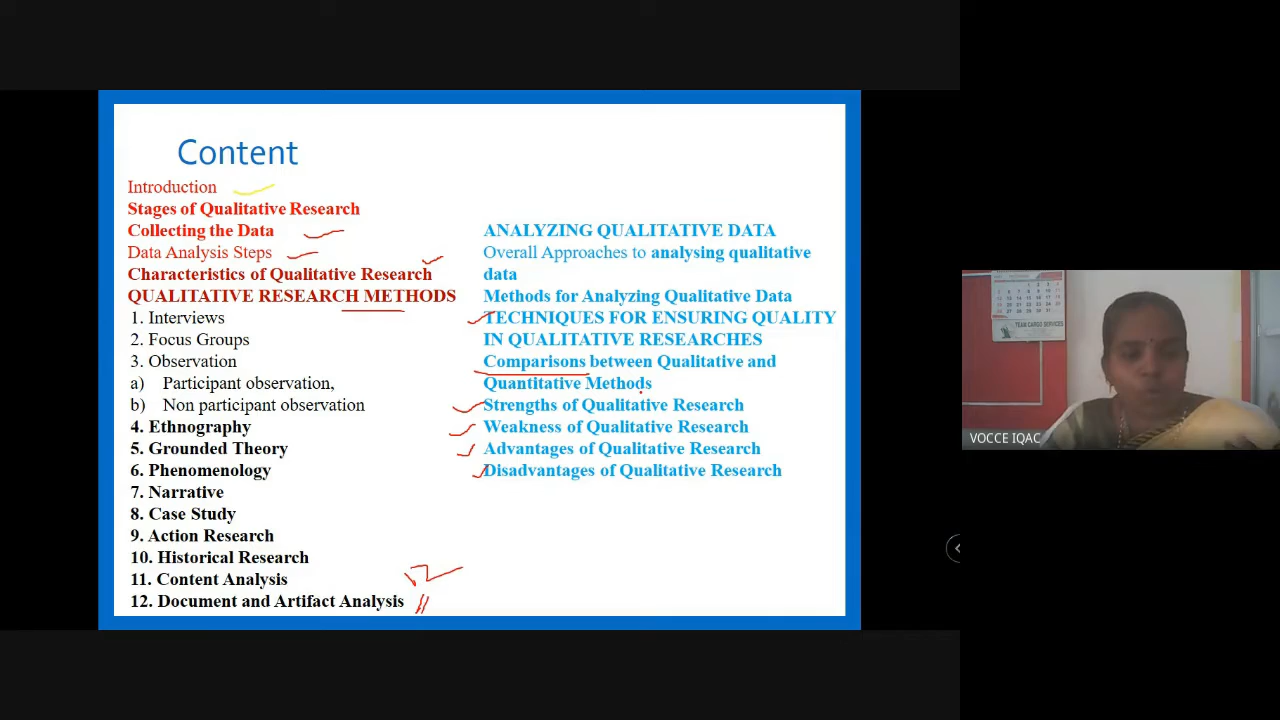 Content
Introduction
Stages of Qualitative Research
Collecting the Data
Data Analysis Steps
Characteristics of Qualitative Research
QUALITATIVE RESEARCH METHODS
1. Interviews
2. Focus Groups
3. Observation
a) Participant observation,
b) Non participant observation
4. Ethnography
5. Grounded Theory
6. Phenomenology
7. Narrative
8. Case Study
9. Action Research
10. Historical Research
11. Content Analysis
12. Document and Artifact Analysis
ANALYZING QUALITATIVE DATA
Overall Approaches to analysing qualitative
data
Methods for Analyzing Qualitative Data
TECHNIQUES FOR ENSURING QUALITY
IN QUALITATIVE RESEARCHES
Comparisons between Qualitative and
Quantitative Methods
Strengths of Qualitative Research
Weakness of Qualitative Research
Advantages of Qualitative Research
Disadvantages of Qualitative Research
TEAM CARGO SERVICES
VOCCE IQAC